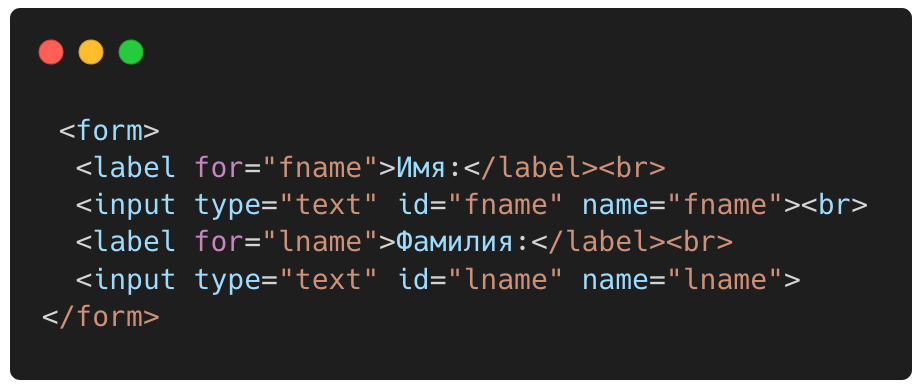 <form>
<label for="fname">Имя:</label><br>
<input type="text" id="fname" name="fname"><br>
<label for="lname">Фамилия:</label><br>
<input type="text" id="lname" name="lname">
</form>